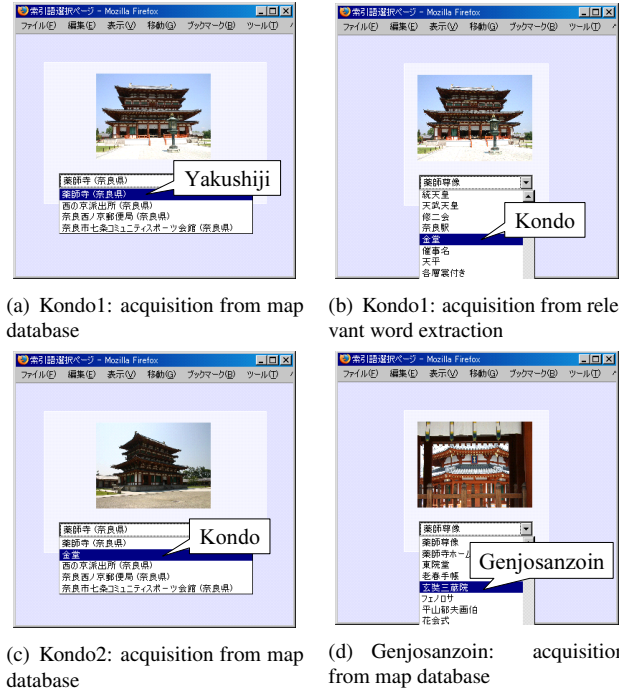 索引語選択ページ - Mozilla Firefox
ファイル(F) 編集(E) 表示(V) 移動(G) ブックマーク(B) ツール(T)
薬師寺 (奈良県)
薬師寺 (奈良県)
西の京派出所 (奈良県)
奈良西ノ京郵便局 (奈良県)
奈良市七条コミュニティスポーツ会館 (奈良県)
Yakushiji
(a) Kondo1: acquisition from map
database
索引語選択ページ - Mozilla Firefox
ファイル(F) 編集(E) 表示(V) 移動(G) ブックマーク(B) ツール(T)
薬師尊像
統天皇
天武天皇
修二会
奈良駅
金堂
催事名
天平
各層裳付き
Kondo
(b) Kondo1: acquisition from rele
vant word extraction
索引語選択ページ - Mozilla Firefox
ファイル(F) 編集(E) 表示(V) 移動(G) ブックマーク(B) ツール(T)
薬師寺 (奈良県)
薬師寺 (奈良県)
金堂
西の京派出所 (奈良県)
奈良西ノ京郵便局 (奈良県)
奈良市七条コミュニティスポーツ会館 (奈良県)
Kondo
(c) Kondo2: acquisition from map
database
索引語選択ページ - Mozilla Firefox
ファイル(F) 編集(E) 表示(V) 移動(G) ブックマーク(B) ツール(T)
薬師尊像
薬師尊像
薬師寺ホーム
東院堂
老春手帳
玄奘三蔵院
フェノロサ
平山郁夫画伯
花会式
Genjosanzoin
(d) Genjosanzoin: acquisition
from map database